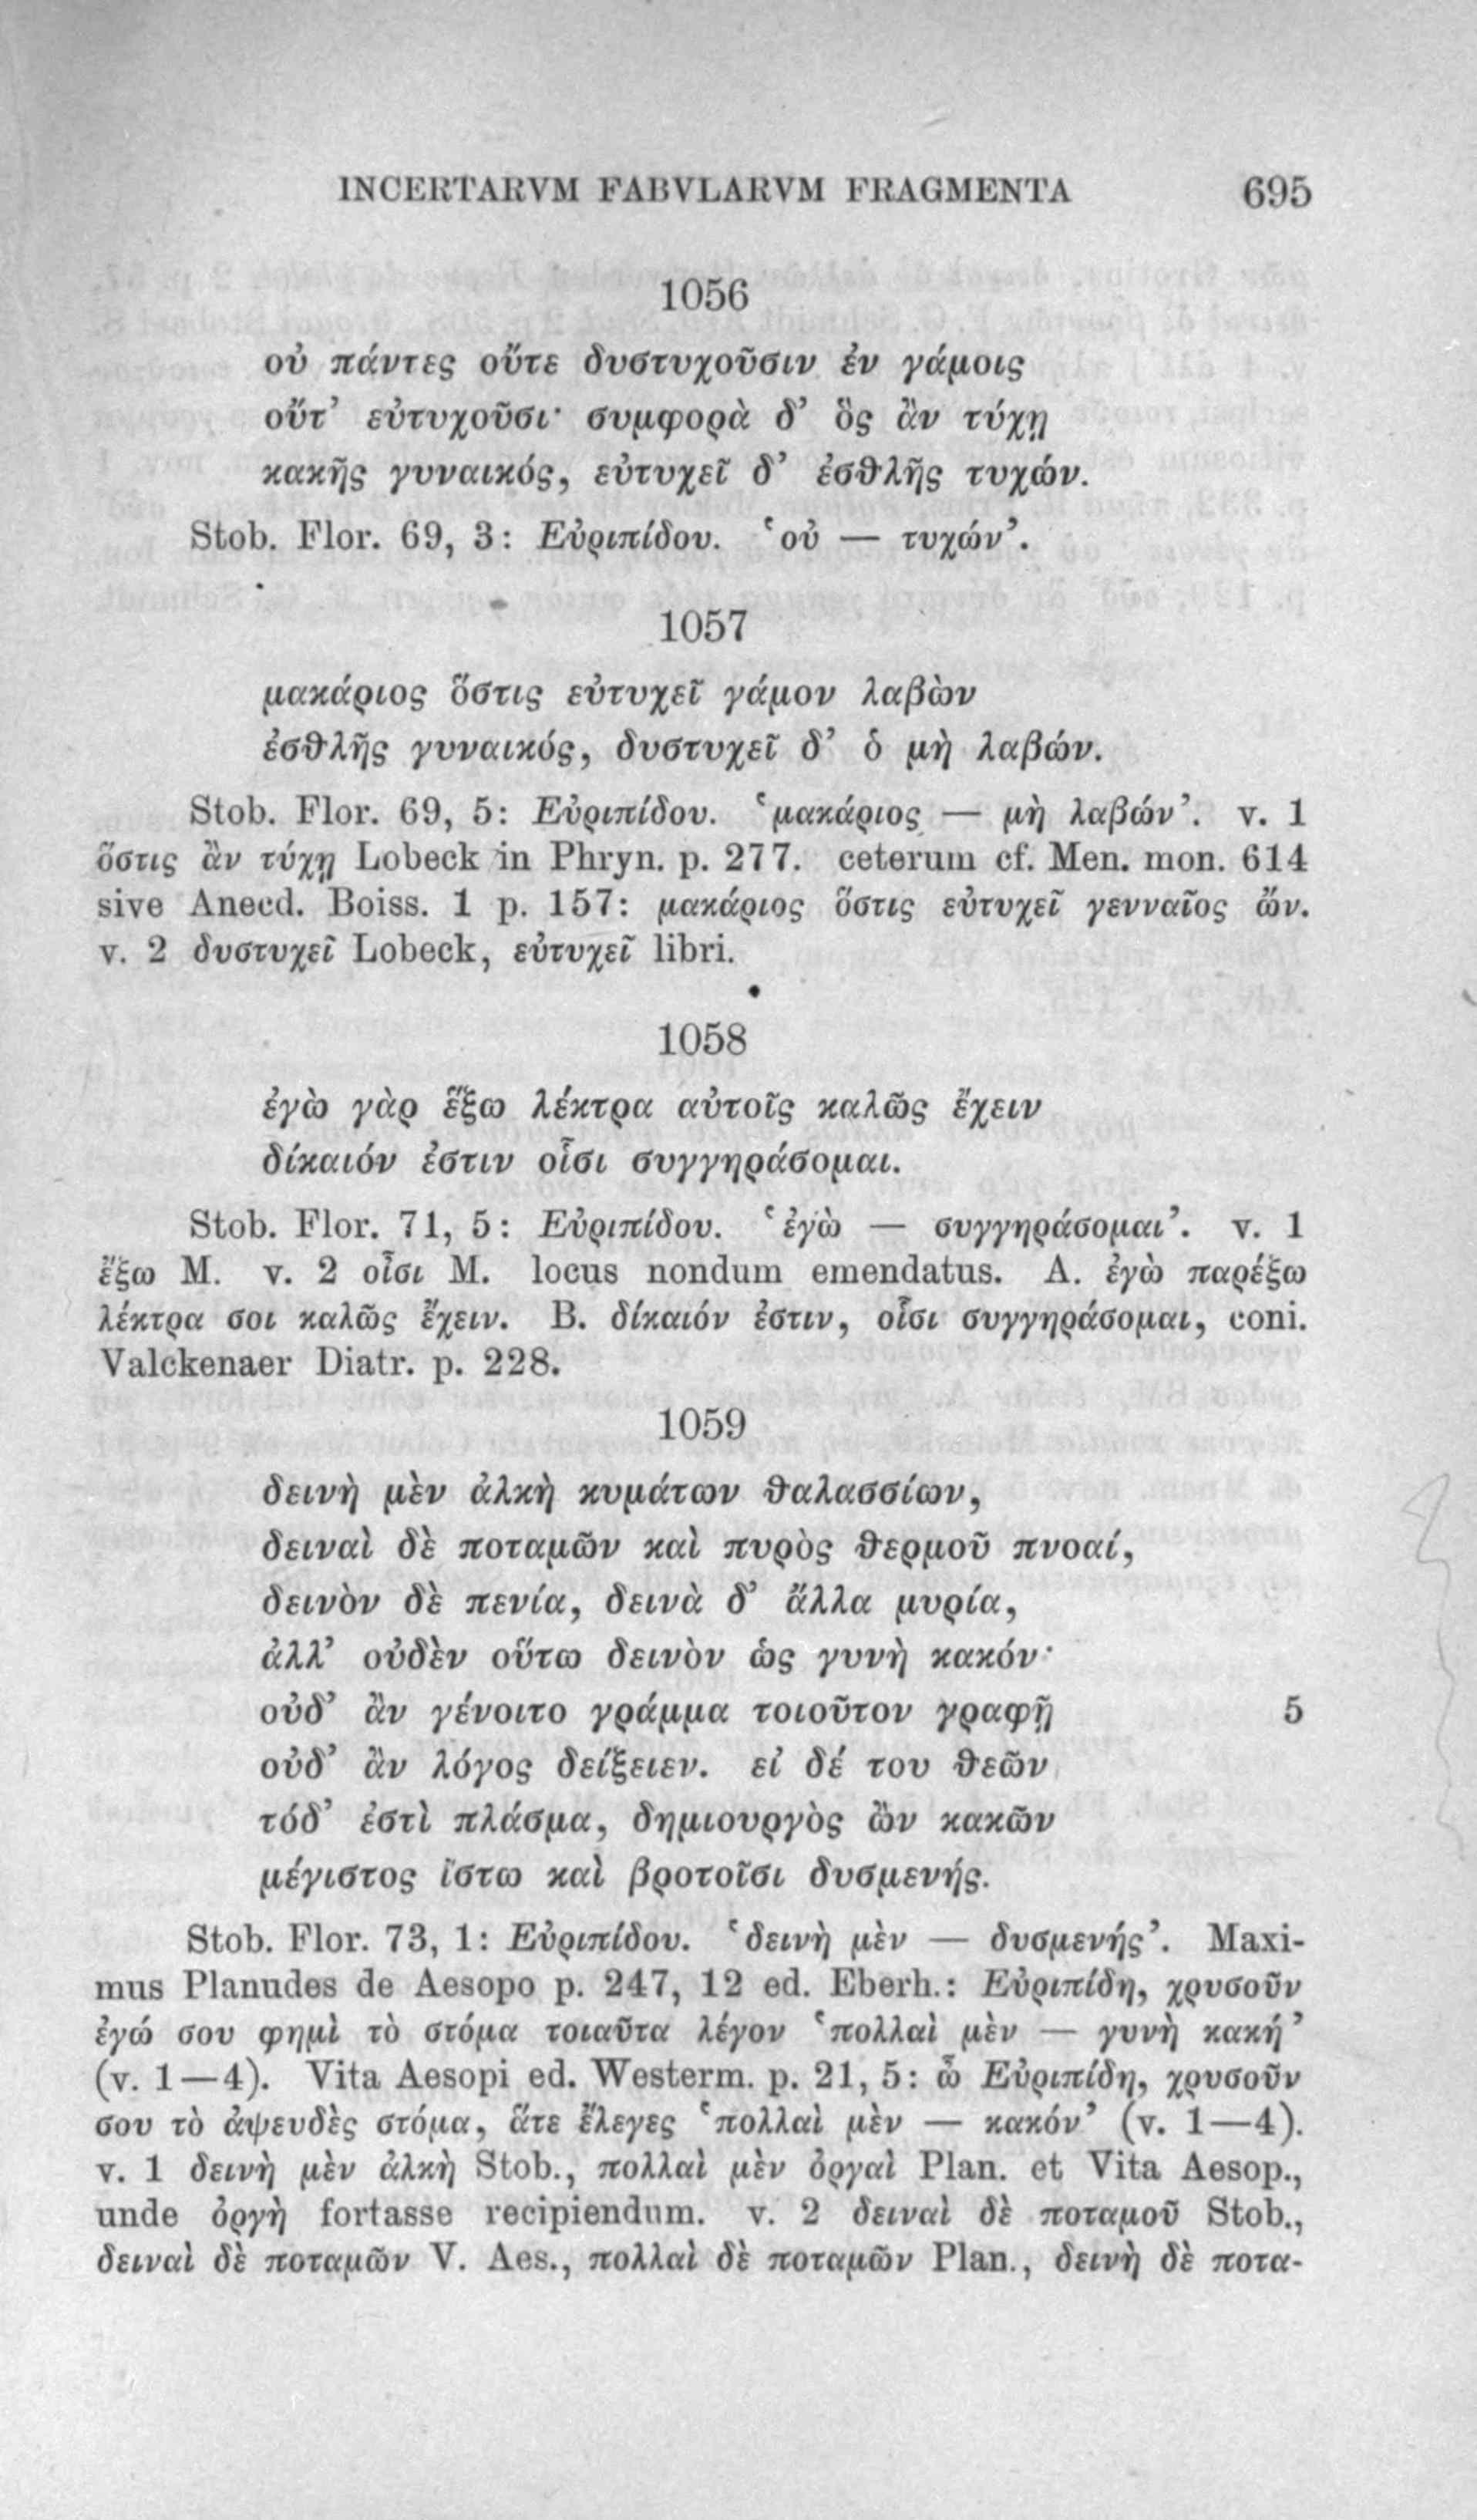 INCERTARVM FABVLARVM FRAGMENTA 695
1056
οὐ πάντες οὔτε δυστυχοῦσιν ἐν γάμοις
οὔτ’ εὐτυχοῦσι· συμφορὰ δ’ ὃς ἂν τύχῃ
κακῆς γυναικός, εὐτυχεῖ δ’ ἐσθλῆς τυχών.
Stob. Flor. 69, 3: Εὐριπίδου. ‛οὐ — τυχών’.
1057
μακάριος ὅστις εὐτυχεῖ γάμον λαβὼν
ἐσθλῆς γυναικός, δυστυχεῖ δ’ ὁ μὴ λαβών.
Stob. Flor. 69, 5: Εὐριπίδου. ‛μακάριος — μὴ λαβών’. v. 1
ὅστις ἂν τύχῃ Lobeck in Phryn. p. 277. ceterum cf. Men. mon. 614
sive Anecd. Boiss. 1 p. 157: μακάριος ὅστις εὐτυχεῖ γενναῖος ὤν.
v. 2 δυστυχεῖ Lobeck, εὐτυχεῖ libri.
1058
ἐγὼ γὰρ ἕξω λέκτρα αὐτοῖς καλῶς ἔχειν
δίκαιόν ἐστιν οἷσι συγγηράσομαι.
Stob. Flor. 71, 5: Εὐριπίδου. ‛ἐγὼ — συγγηράσομαι’. v. 1
ἔξω M. v. 2 οἶσι M. locus nondum emendatus. A. ἐγὼ παρέξω
λέκτρα σοι καλῶς ἔχειν. B. δίκαιόν ἐστιν, οἷσι συγγηράσομαι, coni.
Valckenaer Diatr. p. 228.
1059
δεινὴ μὲν ἀλκὴ κυμάτων θαλασσίων,
δειναὶ δὲ ποταμῶν καὶ πυρὸς θερμοῦ πνοαί,
δεινὸν δὲ πενία, δεινὰ δ’ ἄλλα μυρία,
ἀλλ’ οὐδὲν οὕτω δεινὸν ὡς γυνὴ κακόν·
οὐδ’ ἂν γένοιτο γράμμα τοιοῦτον γραφῇ 5
οὐδ’ ἂν λόγος δείξειεν. εἰ δέ του θεῶν
τόδ’ ἐστὶ πλάσμα, δημιουργὸς ὢν κακῶν
μέγιστος ἴστω καὶ βροτοῖσι δυσμενής.
Stob. Flor. 73, 1: Εὐριπίδου. ‛δεινὴ μὲν — δυσμενής’. Maxi-
mus Planudes de Aesopo p. 247, 12 ed. Eberh.: Εὐριπίδη, χρυσοῦν
ἐγώ σου φημὶ τὸ στόμα τοιαῦτα λέγον ‛πολλαὶ μὲν — γυνὴ κακή’
(v. 1—4). Vita Aesopi ed. Westerm. p. 21, 5: ὦ Εὐριπίδη, χρυσοῦν
σου τὸ ἀψευδὲς στόμα, ἅτε ἔλεγες ‛πολλαὶ μὲν — κακόν’ (v. 1—4).
v. 1 δεινὴ μὲν ἀλκὴ Stob., πολλαὶ μὲν ὀργαὶ Plan. et Vita Aesop.,
unde ὀργὴ fortasse recipiendum. v. 2 δειναὶ δὲ ποταμοῦ Stob.,
δειναὶ δὲ ποταμῶν V. Aes., πολλαὶ δὲ ποταμῶν Plan., δεινὴ δὲ ποτα-